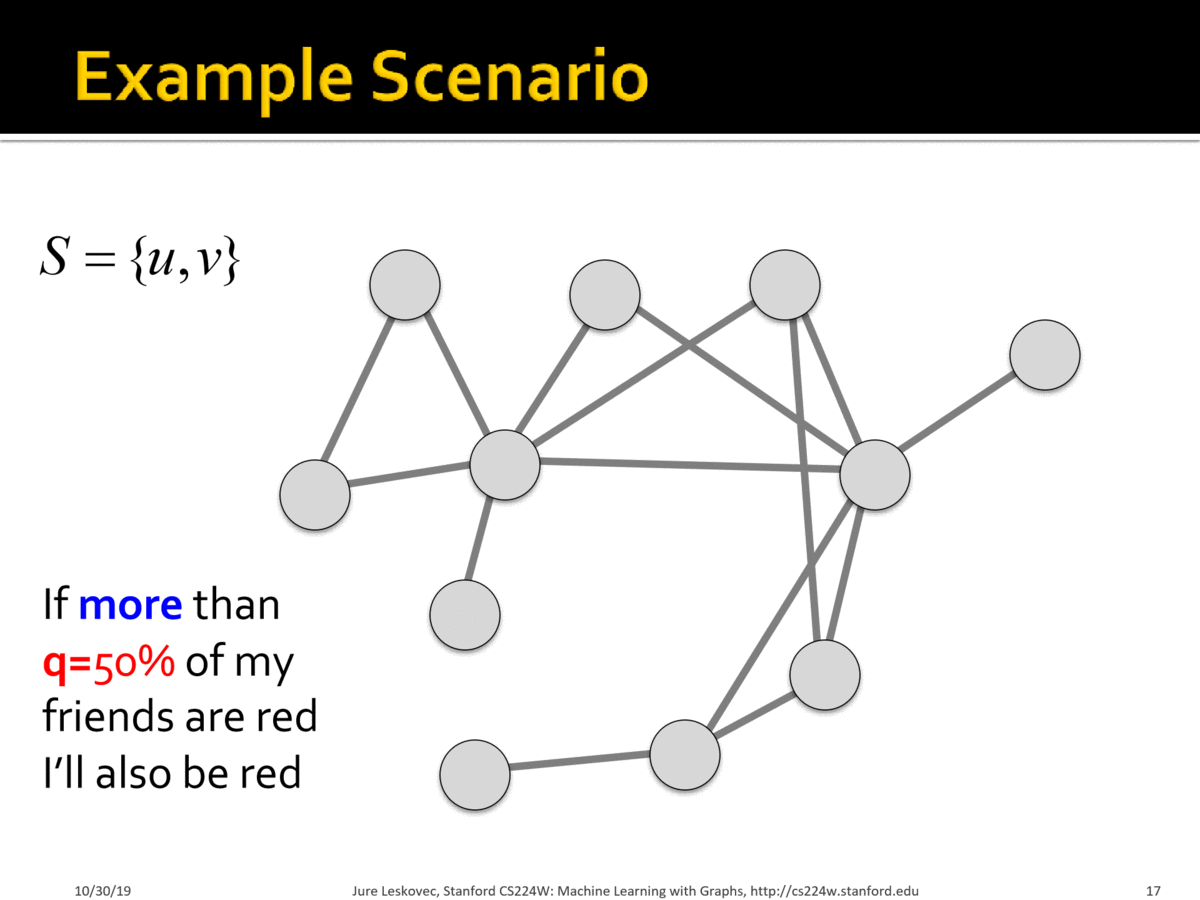 Example Scenario
S = {u, v}
If more than
q=50% of my
friends are red
I'll also be red
10/30/19
Jure Leskovec, Stanford CS224W: Machine Learning with Graphs, http://cs224w.stanford.edu
17